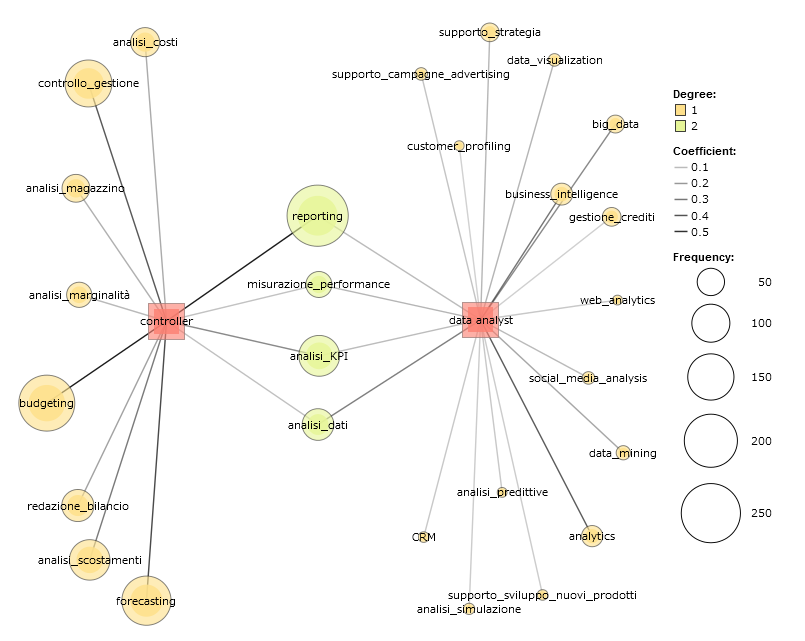 supporto_strategia
analisi_costi
data_visualization
supporto_campagne_advertising
controllo_gestione
Degree:
1
2
big_data
customer_profiling
Coefficient:
0.1
0.2
0.3
0.4
0.5
analisi_magazzino
business_intelligence
reporting
gestione_crediti
Frequency:
50
100
150
200
250
misurazione_performance
analisi_marginalità
web_analytics
controller
data analyst
analisi_KPI
social_media_analysis
budgeting
analisi_dati
data_mining
analisi_predittive
redazione_bilancio
CRM
analytics
analisi_scostamenti
supporto_sviluppo_nuovi_prodotti
forecasting
analisi_simulazione